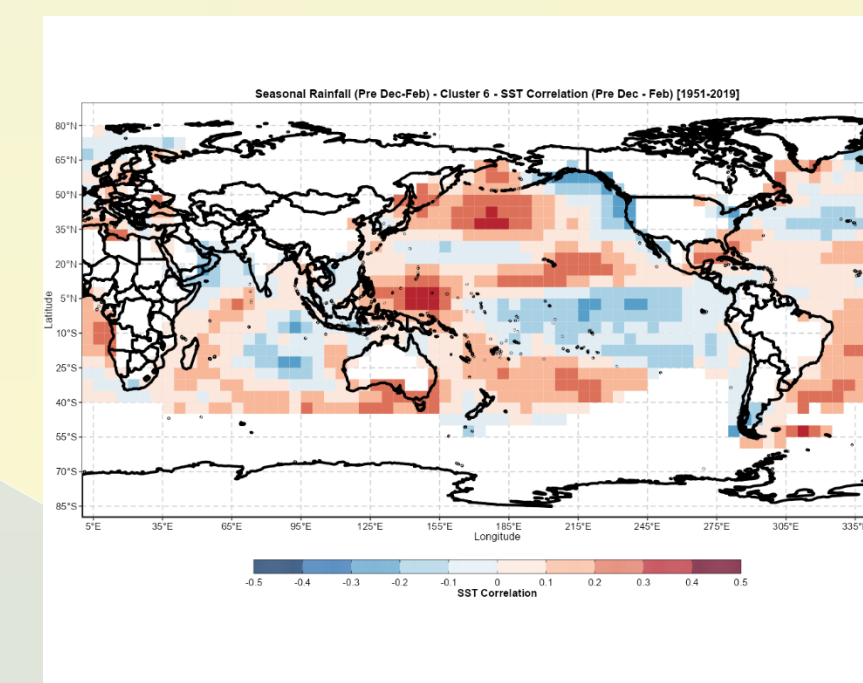 Seasonal Rainfall (Pre Dec-Feb) - Cluster 6 - SST Correlation (Pre Dec - Feb) [1951-2019]
80°N
65°N
50°N
35°N
20°N
5°N
10°S
25°S
40°S
55°S
70°S
85°S
Latitude
5°E 35°E 65°E 95°E 125°E 155°E 185°E 215°E 245°E 275°E 305°E 335°E
Longitude
-0.5 -0.4 -0.3 -0.2 -0.1 0 0.1 0.2 0.3 0.4 0.5
SST Correlation